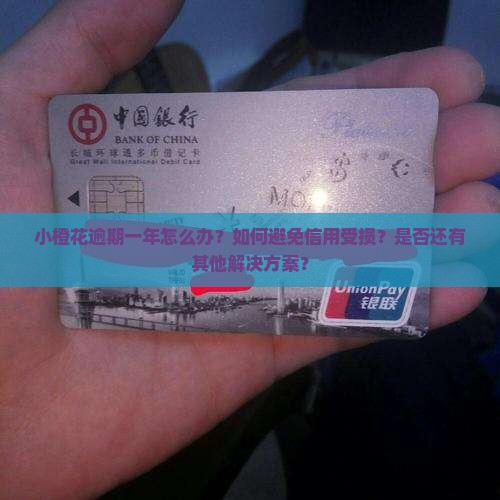 中国银行
BANK OF CHINA
长城环球通多币借记卡
Great Wall International Debit Card
小橙花逾期一年怎么办？如何避免信用受损？是否还有
其他解决方案？
UnionPay
银联